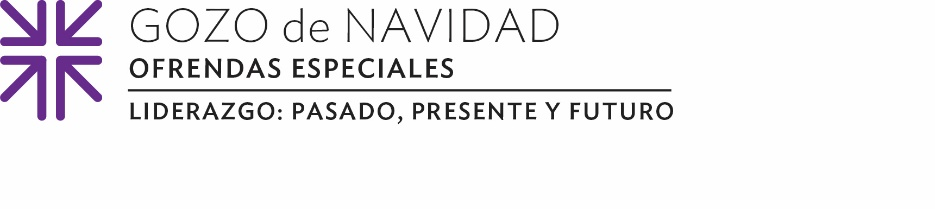 GOZO de NAVIDAD
OFRENDAS ESPECIALES
LIDERAZGO: PASADO, PRESENTE Y FUTURO